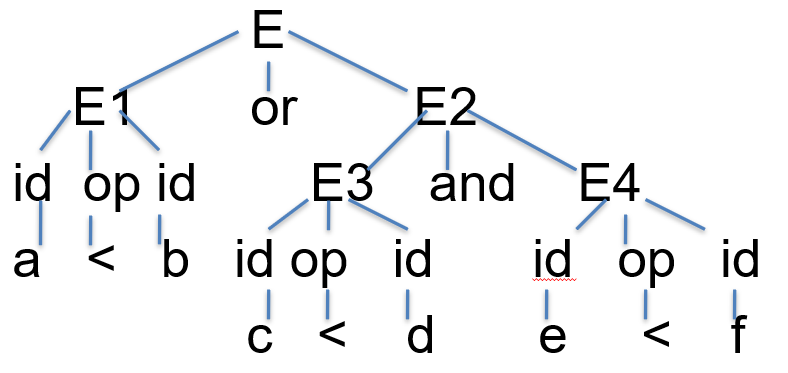 E
E1 or E2
id op id E3 and E4
a < b id op id id op id
c < d e < f